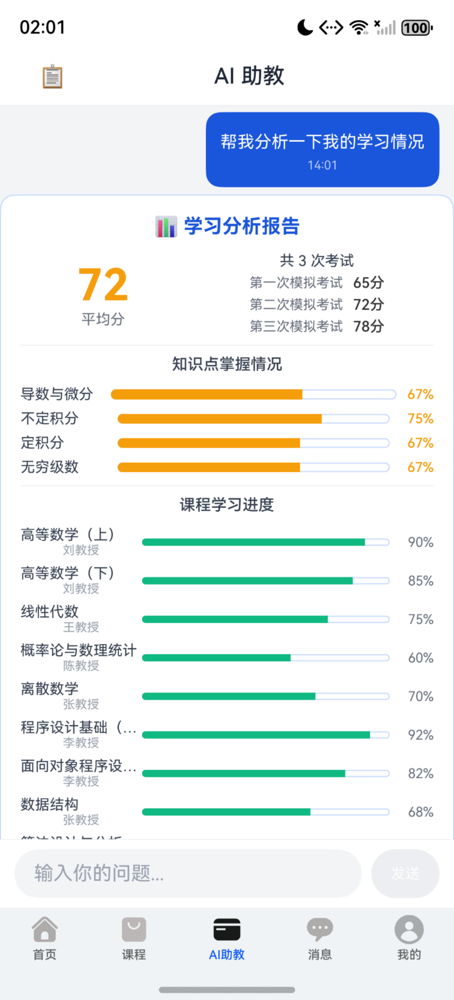 02:01
100
AI 助教
帮我分析一下我的学习情况
14:01
学习分析报告
72
平均分
共 3 次考试
第一次模拟考试 65分
第二次模拟考试 72分
第三次模拟考试 78分
知识点掌握情况
导数与微分 67%
不定积分 75%
定积分 67%
无穷级数 67%
课程学习进度
高等数学（上） 90%
刘教授
高等数学（下） 85%
刘教授
线性代数 75%
王教授
概率论与数理统计 60%
陈教授
离散数学 70%
张教授
程序设计基础（... 92%
李教授
面向对象程序设... 82%
李教授
数据结构 68%
张教授
输入你的问题...
发送
首页
课程
AI助教
消息
我的